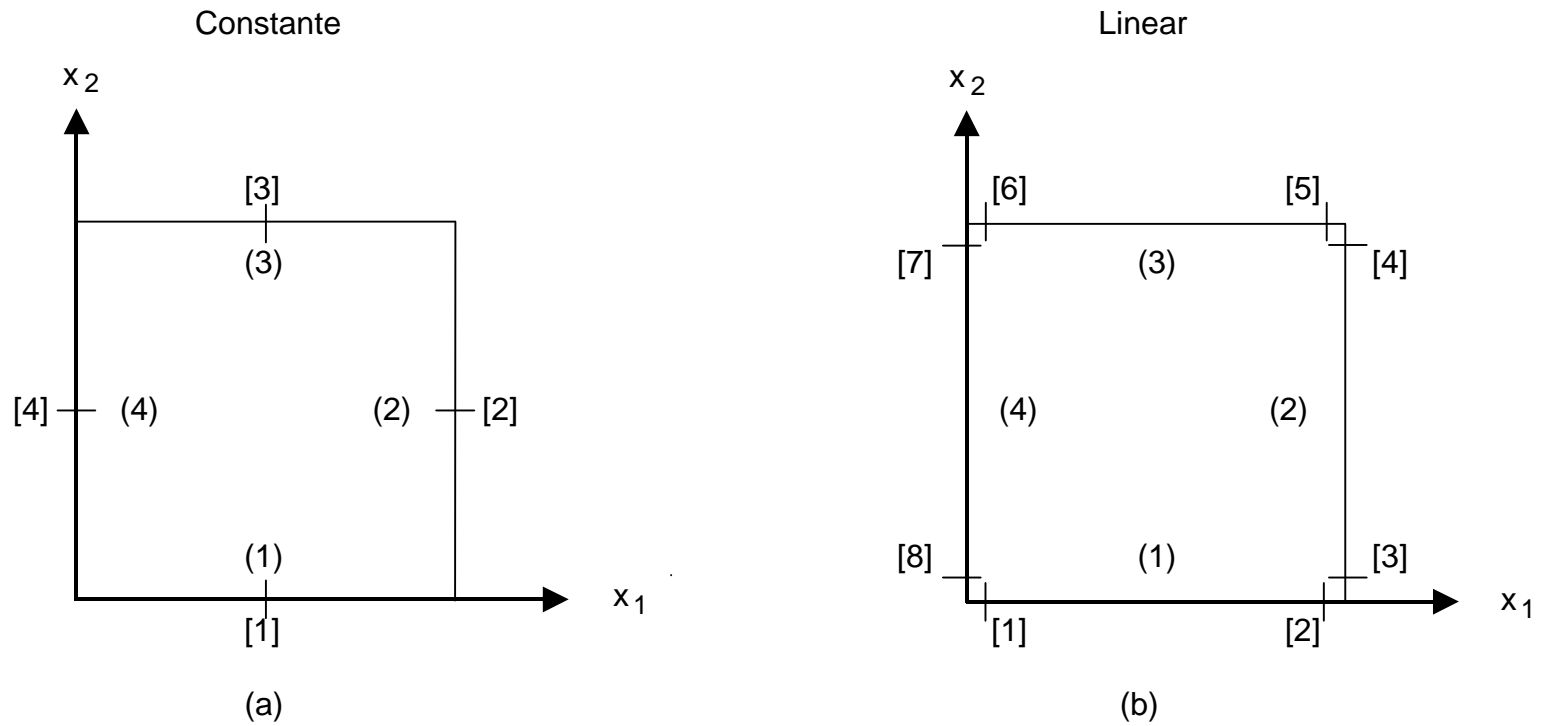 Constante
x 2
[3]
(3)
[4] (4) (2) [2]
(1)
x 1
[1]
(a)
Linear
x 2
[6] [5]
[7] (3) [4]
(4) (2)
[8] (1) [3]
x 1
[1] [2]
(b)